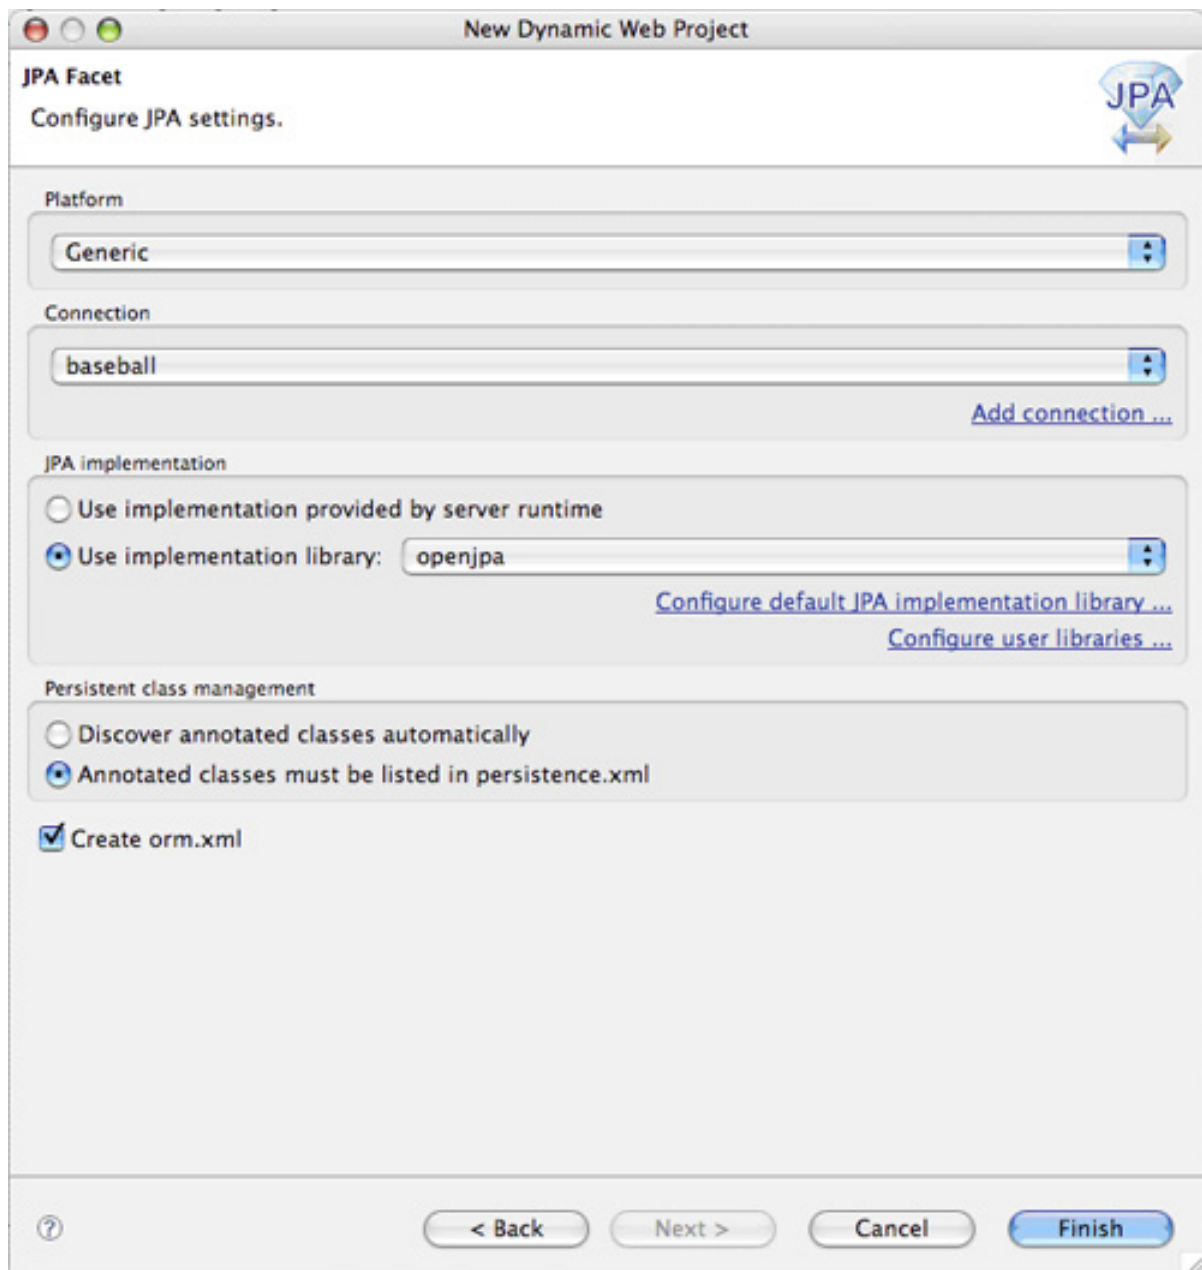 New Dynamic Web Project
JPA Facet
Configure JPA settings.
JPA
Platform
Generic
Connection
baseball
Add connection ...
JPA implementation
Use implementation provided by server runtime
Use implementation library: openjpa
Configure default JPA implementation library ...
Configure user libraries ...
Persistent class management
Discover annotated classes automatically
Annotated classes must be listed in persistence.xml
Create orm.xml
? < Back Next > Cancel Finish